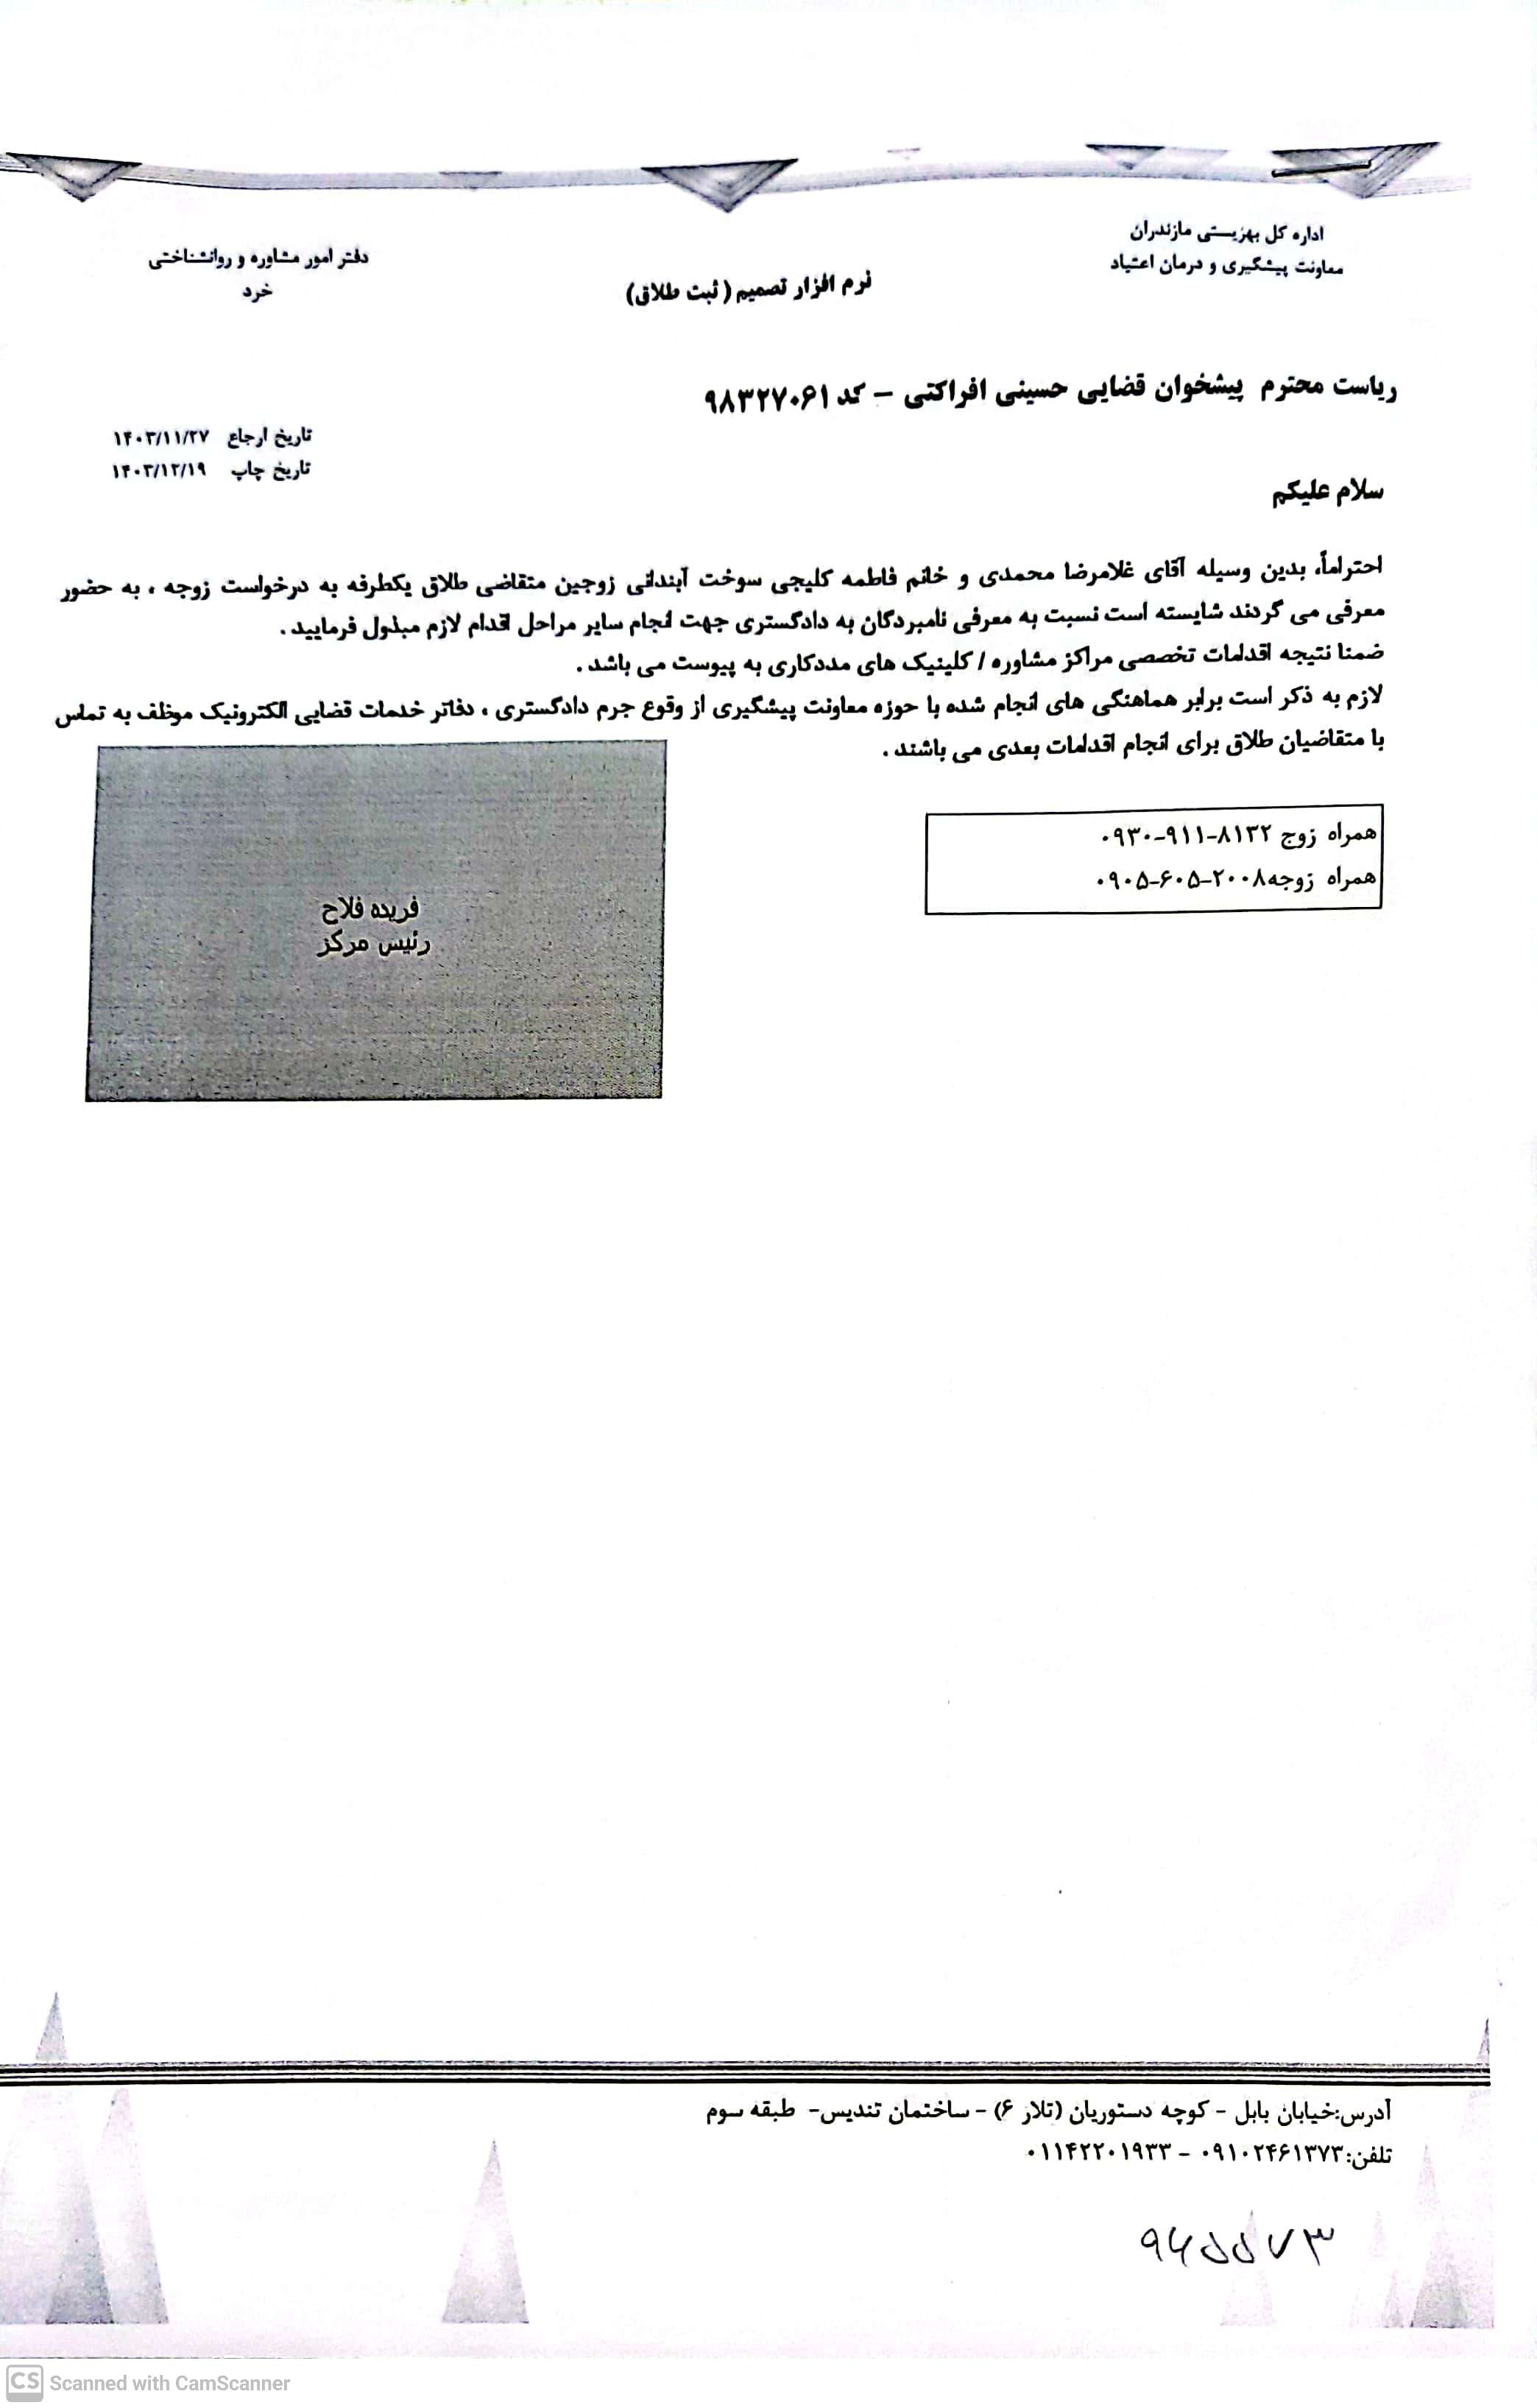 اداره کل بهزیستی مازندران
معاونت پیشگیری و درمان اعتیاد
نرم افزار تصمیم (ثبت طلاق)
دفتر امور مشاوره و روانشناختی
خرد
ریاست محترم پیشخوان قضایی حسینی افراکتی – کد ۹۸۳۲۷۰۶۱
تاریخ ارجاع ۱۴۰۳/۱۱/۲۷
تاریخ چاپ ۱۴۰۳/۱۲/۱۹
سلام علیکم
احتراماً، بدین وسیله آقای غلامرضا محمدی و خانم فاطمه کلیجی سوخت آبندانی زوجین متقاضی طلاق یکطرفه به درخواست زوجه ، به حضور
معرفی می گردند شایسته است نسبت به معرفی نامبردگان به دادگستری جهت انجام سایر مراحل اقدام لازم مبذول فرمایید .
ضمنا نتیجه اقدامات تخصصی مراکز مشاوره / کلینیک های مددکاری به پیوست می باشد .
لازم به ذکر است برابر هماهنگی های انجام شده با حوزه معاونت پیشگیری از وقوع جرم دادگستری ، دفاتر خدمات قضایی الکترونیک موظف به تماس
با متقاضیان طلاق برای انجام اقدامات بعدی می باشند .
همراه زوج ۰۹۳۰-۹۱۱-۸۱۳۲
همراه زوجه۰۹۰۵-۶۰۵-۲۰۰۸
فریده فلاح
رئیس مرکز
آدرس:خیابان بابل - کوچه دستوریان (تلار ۶) - ساختمان تندیس- طبقه سوم
تلفن:۰۹۱۰۲۴۶۱۳۷۳ - ۰۱۱۴۲۲۰۱۹۳۳
۹۶۵۵۷۳
CS Scanned with CamScanner